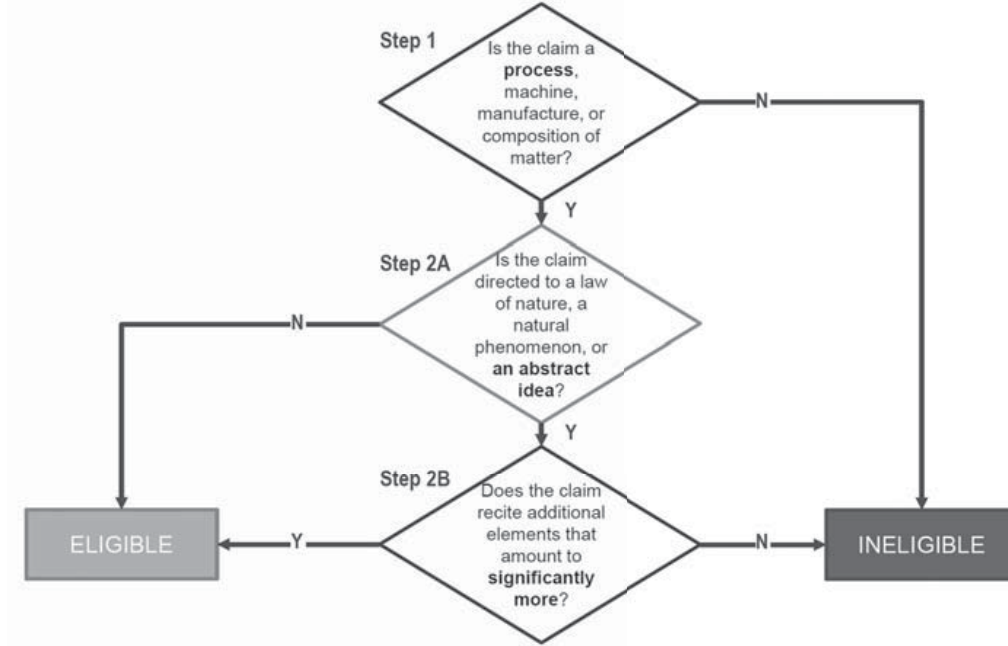 Step 1
Is the claim a
process,
machine,
manufacture, or
composition of
matter?
N
Y
Step 2A
Is the claim
directed to a law
of nature, a
natural
phenomenon, or
an abstract
idea?
N
Y
Step 2B
Does the claim
recite additional
elements that
amount to
significantly
more?
ELIGIBLE
Y
N
INELIGIBLE